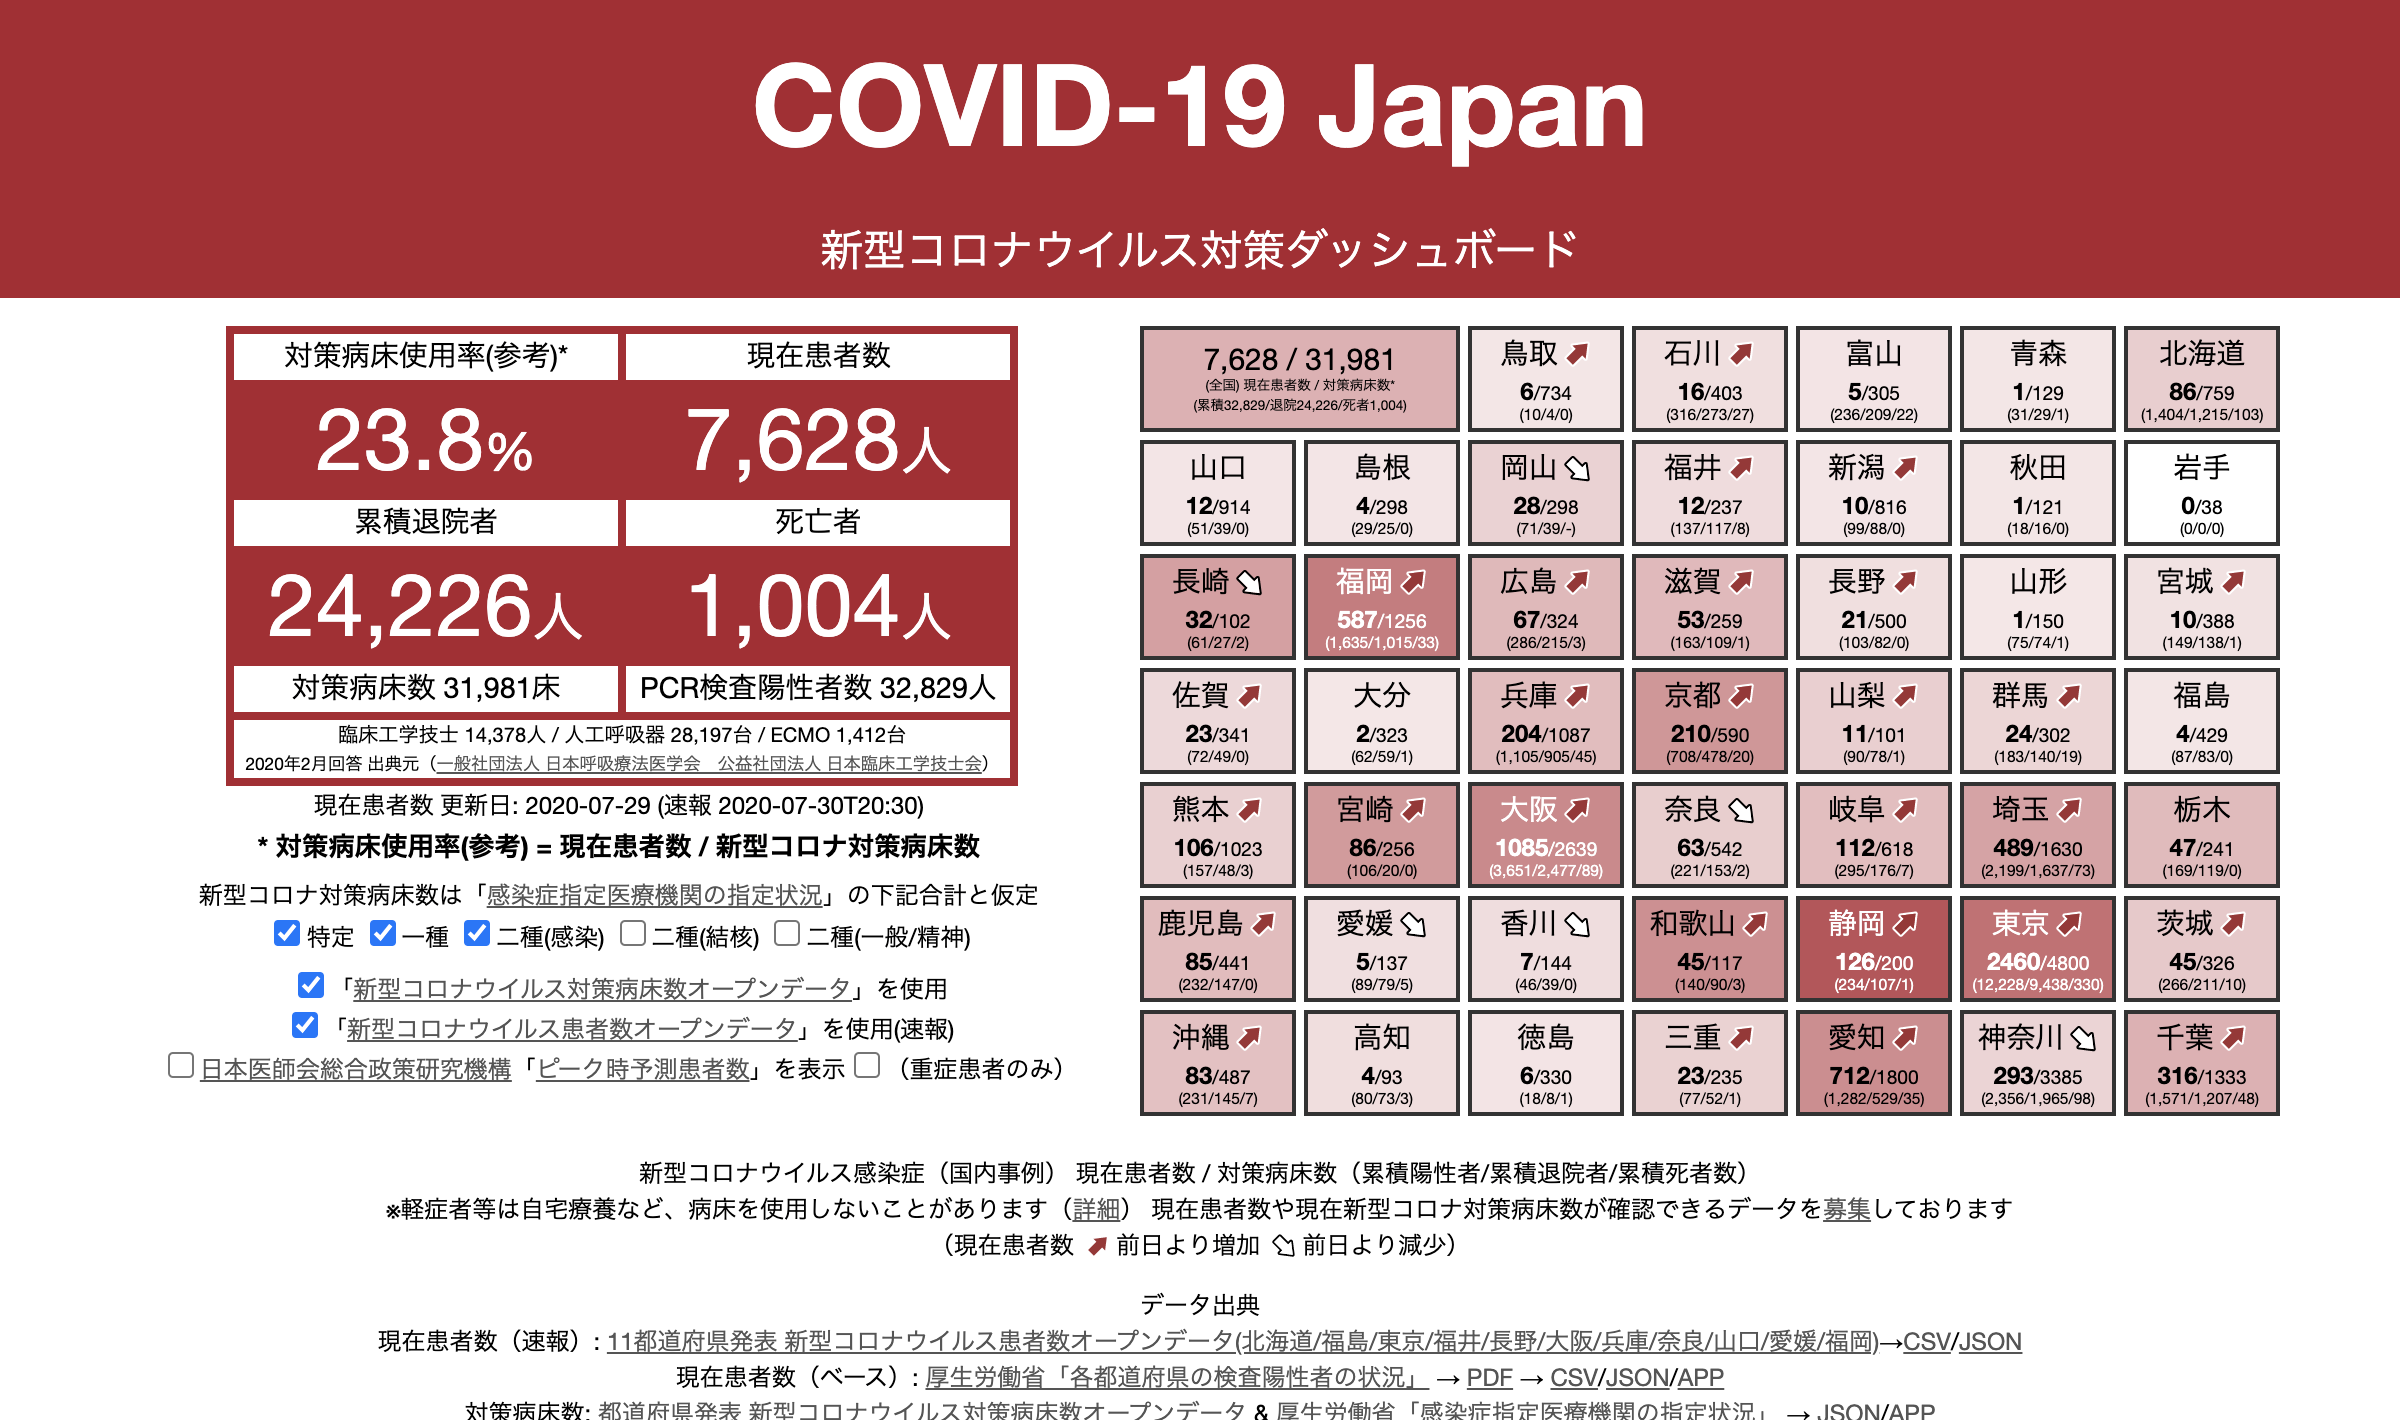 COVID-19 Japan
新型コロナウイルス対策ダッシュボード
対策病床使用率(参考)*
現在患者数
23.8%
7,628人
累積退院者
死亡者
24,226人
1,004人
対策病床数 31,981床
PCR検査陽性者数 32,829人
臨床工学技士 14,378人 / 人工呼吸器 28,197台 / ECMO 1,412台
2020年2月回答 出典元（一般社団法人 日本呼吸療法医学会　公益社団法人 日本臨床工学技士会）
現在患者数 更新日: 2020-07-29 (速報 2020-07-30T20:30)
* 対策病床使用率(参考) = 現在患者数 / 新型コロナ対策病床数
新型コロナ対策病床数は「感染症指定医療機関の指定状況」の下記合計と仮定
特定 一種 二種(感染) 二種(結核) 二種(一般/精神)
「新型コロナウイルス対策病床数オープンデータ」を使用
「新型コロナウイルス患者数オープンデータ」を使用(速報)
日本医師会総合政策研究機構「ピーク時予測患者数」を表示 （重症患者のみ）
7,628 / 31,981
(全国) 現在患者数 / 対策病床数*
(累積32,829/退院24,226/死者1,004)
鳥取
6/734
(10/4/0)
石川
16/403
(316/273/27)
富山
5/305
(236/209/22)
青森
1/129
(31/29/1)
北海道
86/759
(1,404/1,215/103)
山口
12/914
(51/39/0)
島根
4/298
(29/25/0)
岡山
28/298
(71/39/-)
福井
12/237
(137/117/8)
新潟
10/816
(99/88/0)
秋田
1/121
(18/16/0)
岩手
0/38
(0/0/0)
長崎
32/102
(61/27/2)
福岡
587/1256
(1,635/1,015/33)
広島
67/324
(286/215/3)
滋賀
53/259
(163/109/1)
長野
21/500
(103/82/0)
山形
1/150
(75/74/1)
宮城
10/388
(149/138/1)
佐賀
23/341
(72/49/0)
大分
2/323
(62/59/1)
兵庫
204/1087
(1,105/905/45)
京都
210/590
(708/478/20)
山梨
11/101
(90/78/1)
群馬
24/302
(183/140/19)
福島
4/429
(87/83/0)
熊本
106/1023
(157/48/3)
宮崎
86/256
(106/20/0)
大阪
1085/2639
(3,651/2,477/89)
奈良
63/542
(221/153/2)
岐阜
112/618
(295/176/7)
埼玉
489/1630
(2,199/1,637/73)
栃木
47/241
(169/119/0)
鹿児島
85/441
(232/147/0)
愛媛
5/137
(89/79/5)
香川
7/144
(46/39/0)
和歌山
45/117
(140/90/3)
静岡
126/200
(234/107/1)
東京
2460/4800
(12,228/9,438/330)
茨城
45/326
(266/211/10)
沖縄
83/487
(231/145/7)
高知
4/93
(80/73/3)
徳島
6/330
(18/8/1)
三重
23/235
(77/52/1)
愛知
712/1800
(1,282/529/35)
神奈川
293/3385
(2,356/1,965/98)
千葉
316/1333
(1,571/1,207/48)
新型コロナウイルス感染症（国内事例） 現在患者数 / 対策病床数（累積陽性者/累積退院者/累積死者数）
※軽症者等は自宅療養など、病床を使用しないことがあります（詳細） 現在患者数や現在新型コロナ対策病床数が確認できるデータを募集しております
（現在患者数 前日より増加 前日より減少）
データ出典
現在患者数（速報）: 11都道府県発表 新型コロナウイルス患者数オープンデータ(北海道/福島/東京/福井/長野/大阪/兵庫/奈良/山口/愛媛/福岡)→CSV/JSON
現在患者数（ベース）: 厚生労働省「各都道府県の検査陽性者の状況」 → PDF → CSV/JSON/APP
対策病床数: 都道府県発表 新型コロナウイルス対策病床数オープンデータ & 厚生労働省「感染症指定医療機関の指定状況」 → JSON/APP